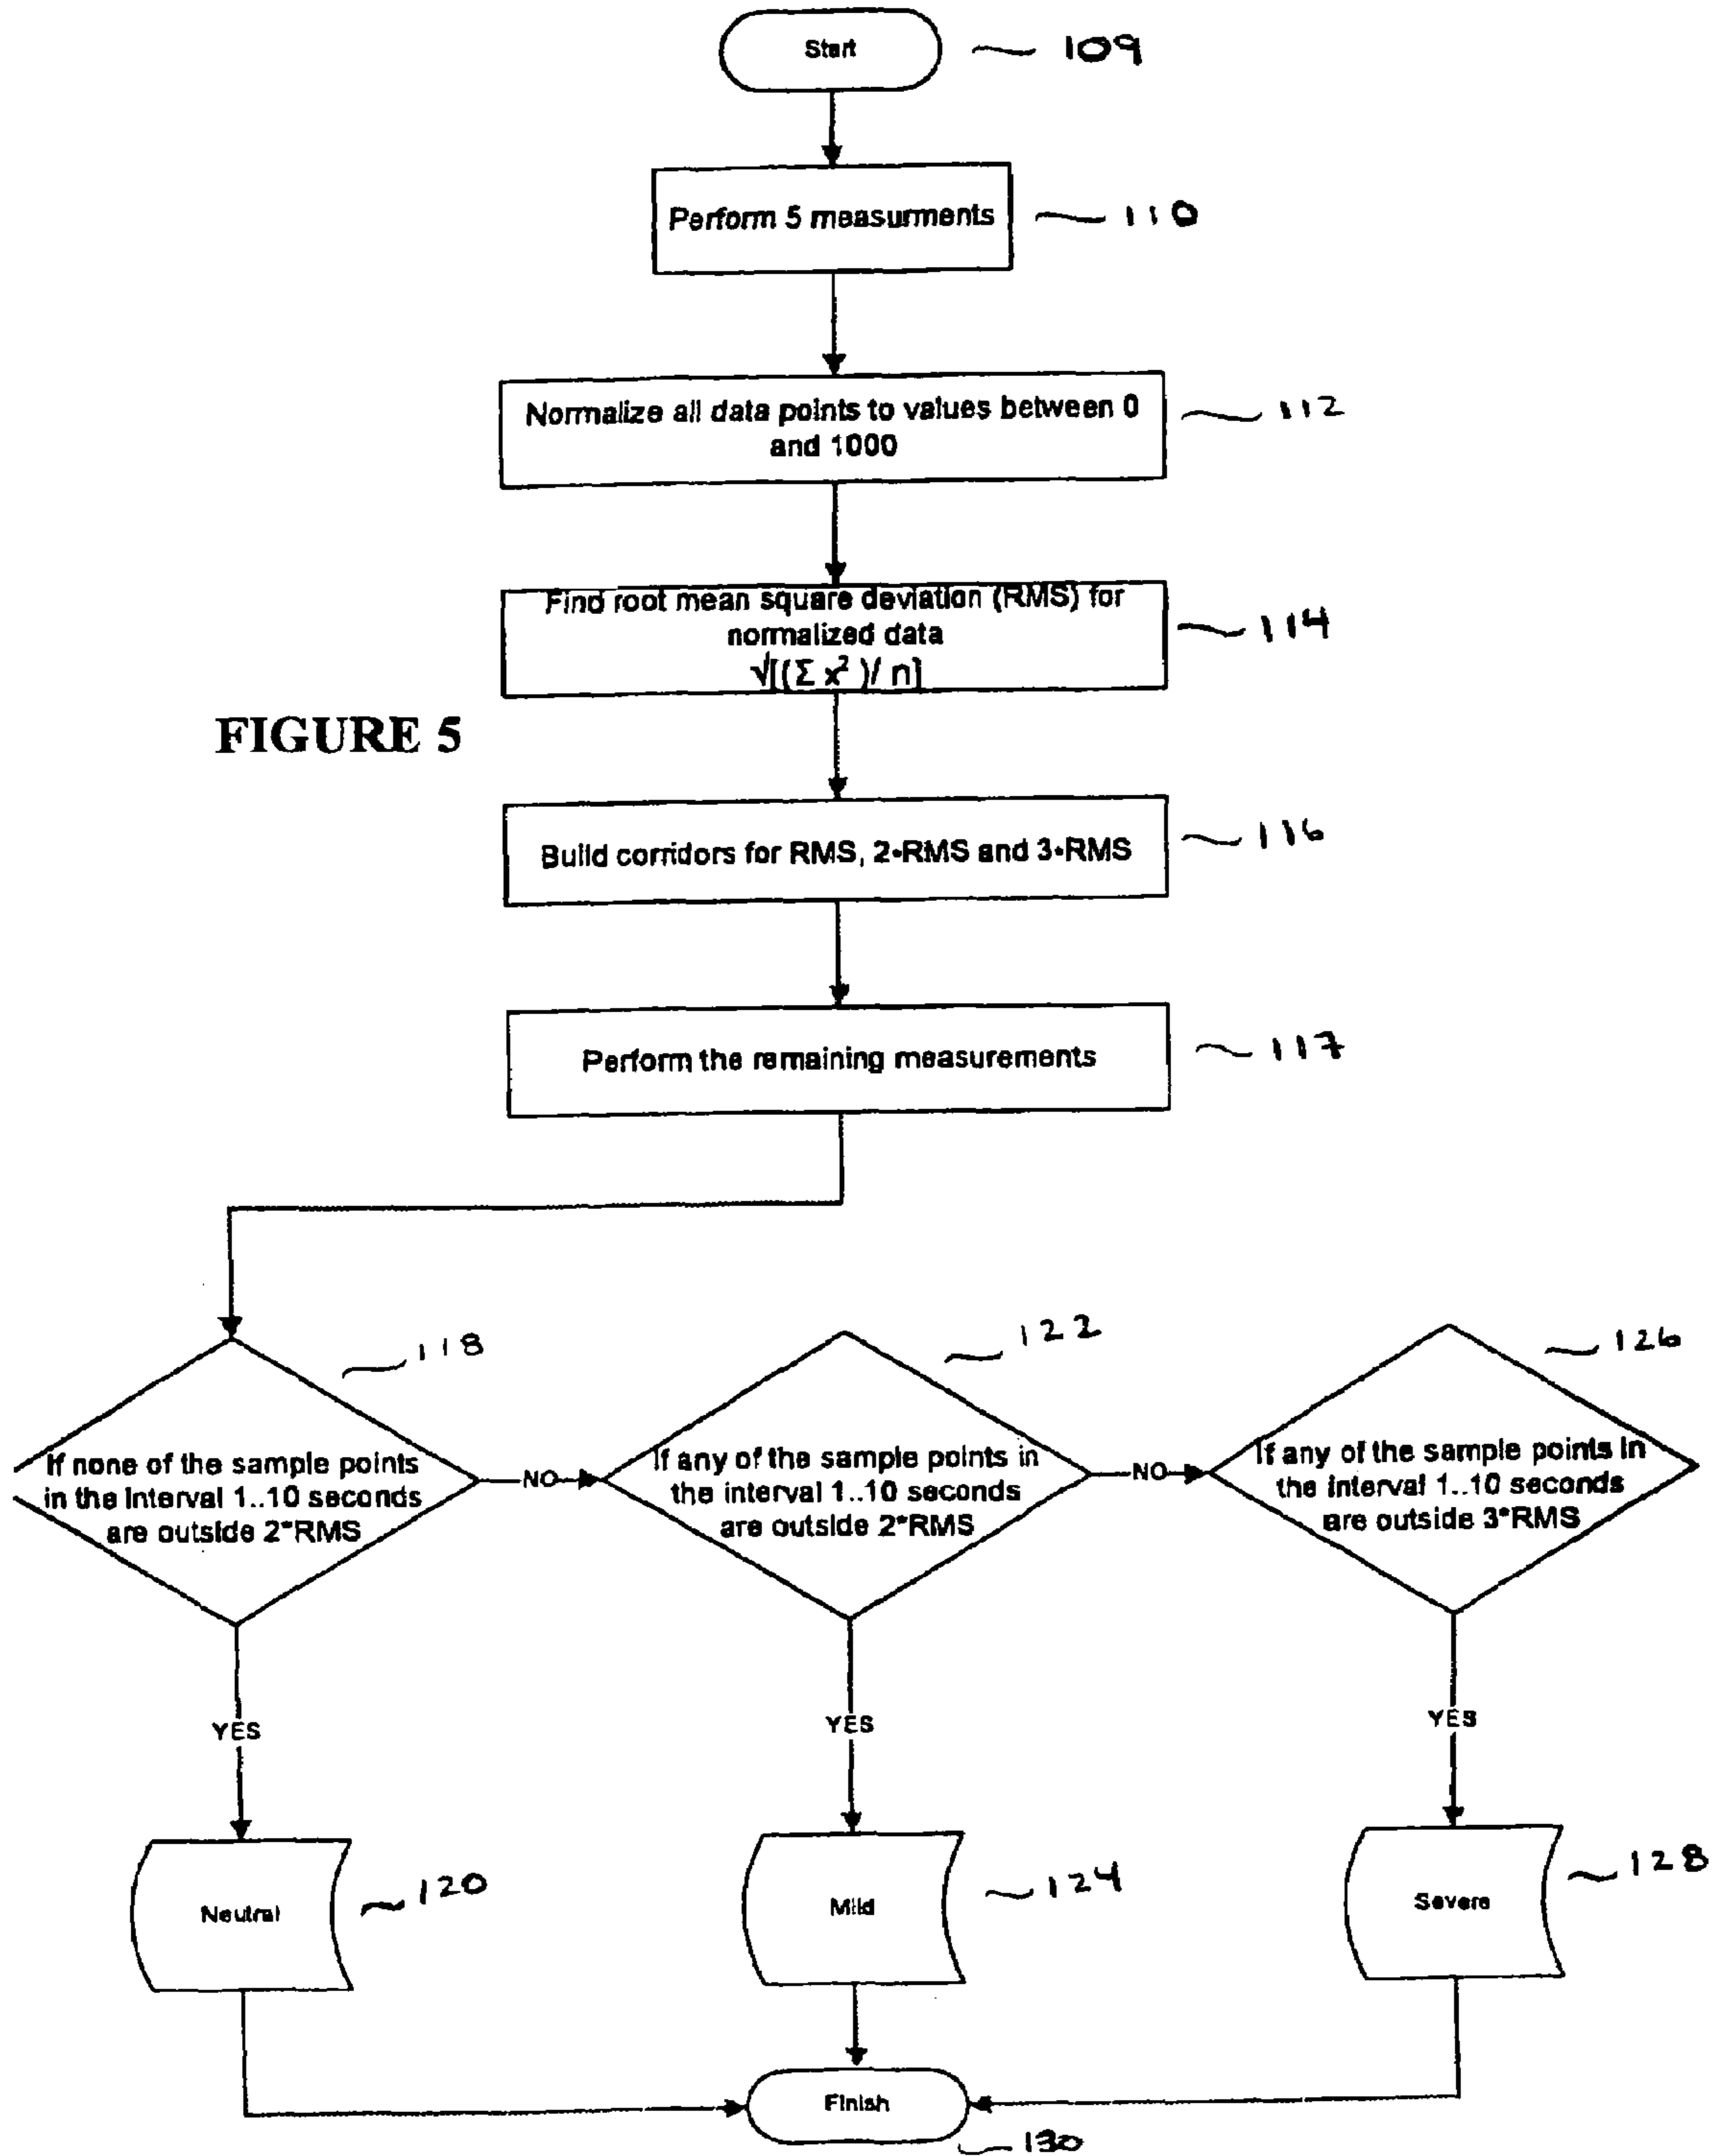 Start
109
Perform 5 measurments
110
Normalize all data points to values between 0
and 1000
112
Find root mean square deviation (RMS) for
normalized data
√[(Σ x²)/ n]
114
FIGURE 5
Build corridors for RMS, 2•RMS and 3•RMS
116
Perform the remaining measurements
117
118
If none of the sample points
in the interval 1..10 seconds
are outside 2*RMS
NO
122
If any of the sample points in
the interval 1..10 seconds
are outside 2*RMS
NO
126
If any of the sample points in
the interval 1..10 seconds
are outside 3*RMS
YES
YES
YES
Neutral
120
Mild
124
Severe
128
Finish
130